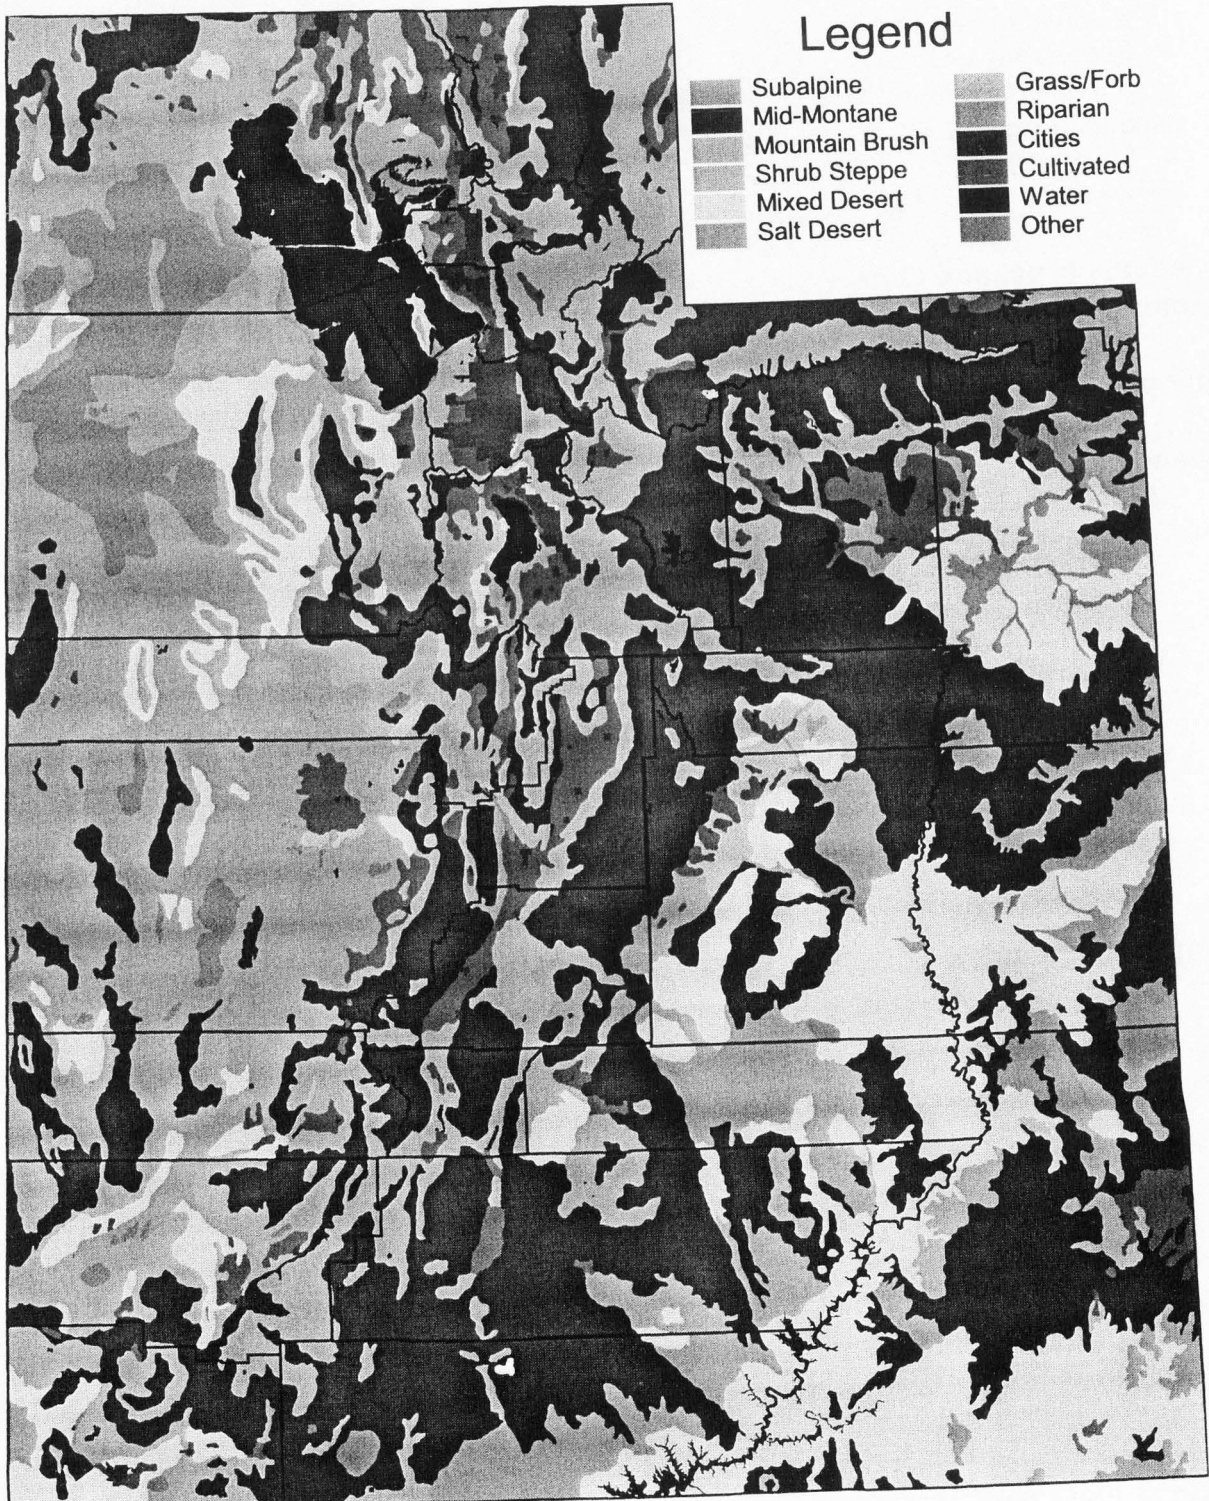 Legend
Subalpine
Mid-Montane
Mountain Brush
Shrub Steppe
Mixed Desert
Salt Desert
Grass/Forb
Riparian
Cities
Cultivated
Water
Other